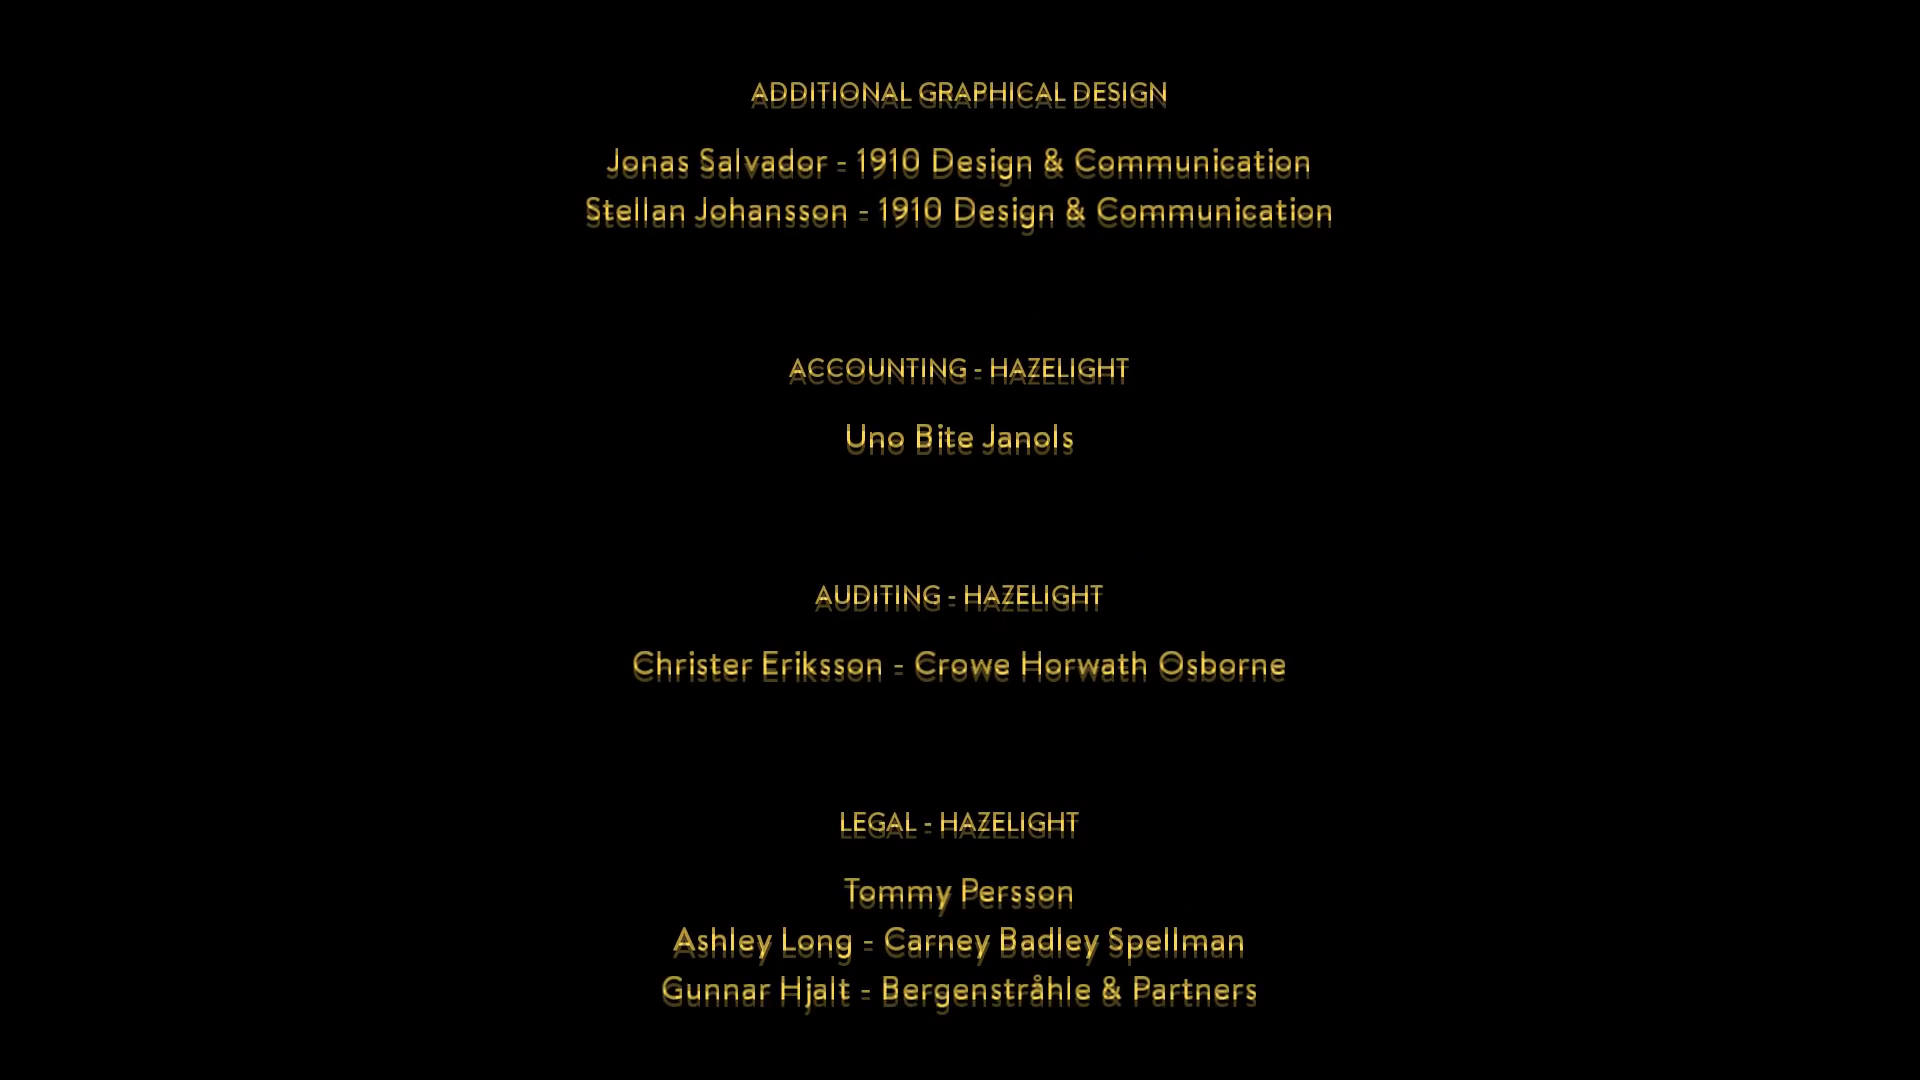 ADDITIONAL GRAPHICAL DESIGN
Jonas Salvador - 1910 Design & Communication
Stellan Johansson - 1910 Design & Communication
ACCOUNTING - HAZELIGHT
Uno Bite Janols
AUDITING - HAZELIGHT
Christer Eriksson - Crowe Horwath Osborne
LEGAL - HAZELIGHT
Tommy Persson
Ashley Long - Carney Badley Spellman
Gunnar Hjalt - Bergenstråhle & Partners